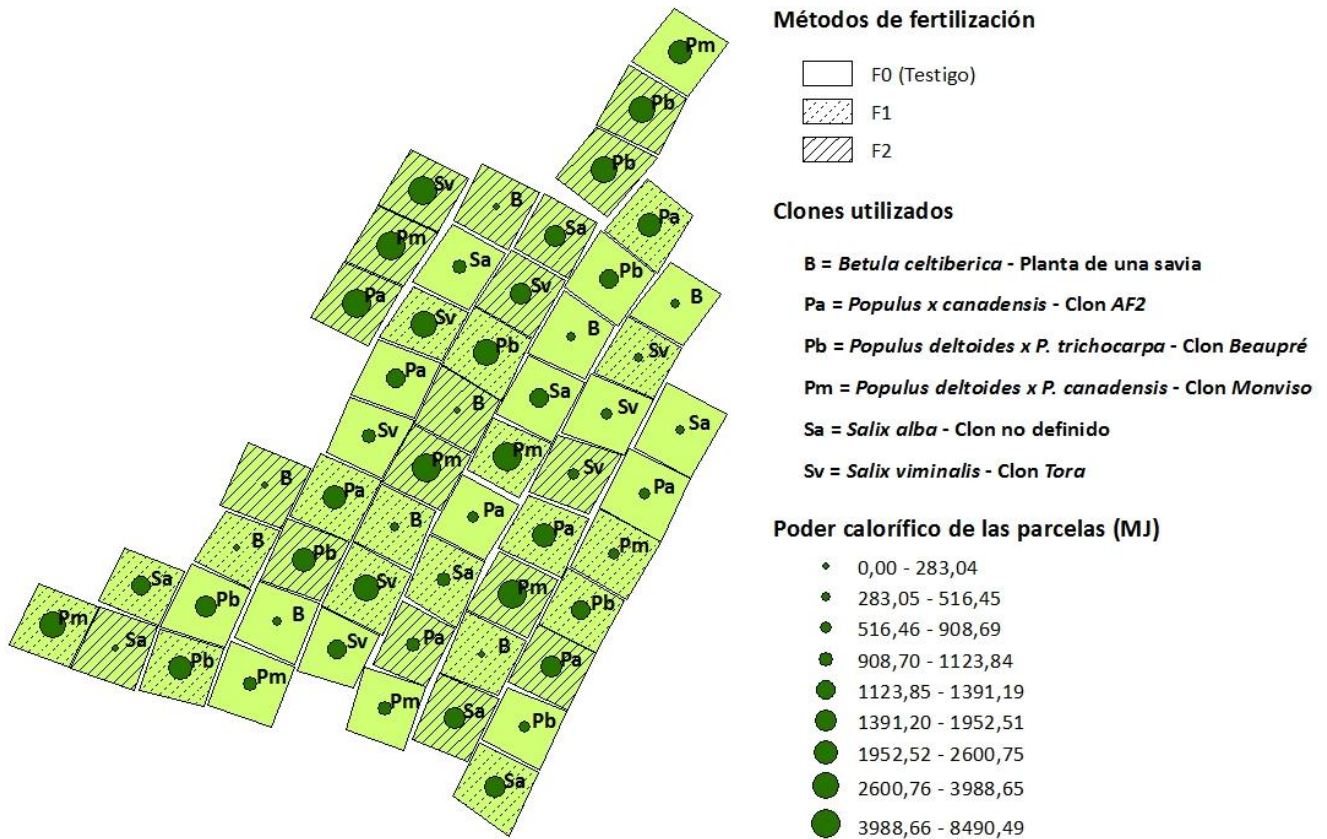 Métodos de fertilización
F0 (Testigo)
F1
F2
Clones utilizados
B = Betula celtiberica - Planta de una savia
Pa = Populus x canadensis - Clon AF2
Pb = Populus deltoides x P. trichocarpa - Clon Beaupré
Pm = Populus deltoides x P. canadensis - Clon Monviso
Sa = Salix alba - Clon no definido
Sv = Salix viminalis - Clon Tora
Poder calorífico de las parcelas (MJ)
0,00 - 283,04
283,05 - 516,45
516,46 - 908,69
908,70 - 1123,84
1123,85 - 1391,19
1391,20 - 1952,51
1952,52 - 2600,75
2600,76 - 3988,65
3988,66 - 8490,49
Pm
Pb
Pb
Sv
B
Sa
Pa
Pm
Sa
Sv
Pb
B
Pa
Sv
Pb
B
Sv
Pa
B
Sa
Sv
Sa
Sv
Pm
Pm
Sv
Pa
B
Pa
B
Pa
Pa
Pm
B
Pb
Sv
Sa
Pm
Pb
Sa
Pb
B
Sv
Pa
B
Pa
Pm
Sa
Pb
Pm
Pm
Sa
Pb
Sa